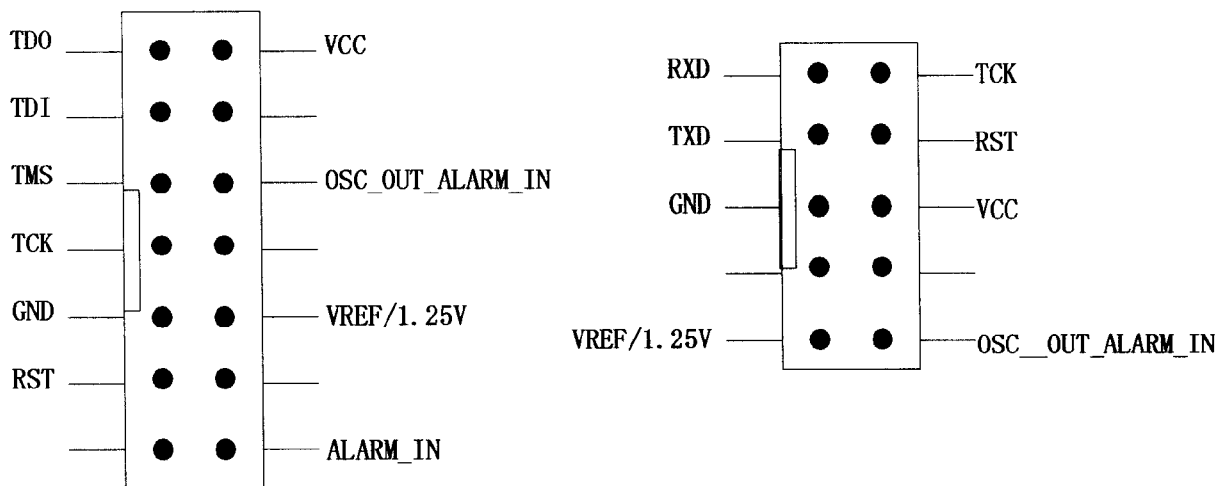 TDO VCC
TDI
TMS OSC_OUT_ALARM_IN
TCK
GND VREF/1.25V
RST
ALARM_IN
RXD TCK
TXD RST
GND VCC
VREF/1.25V OSC__OUT_ALARM_IN